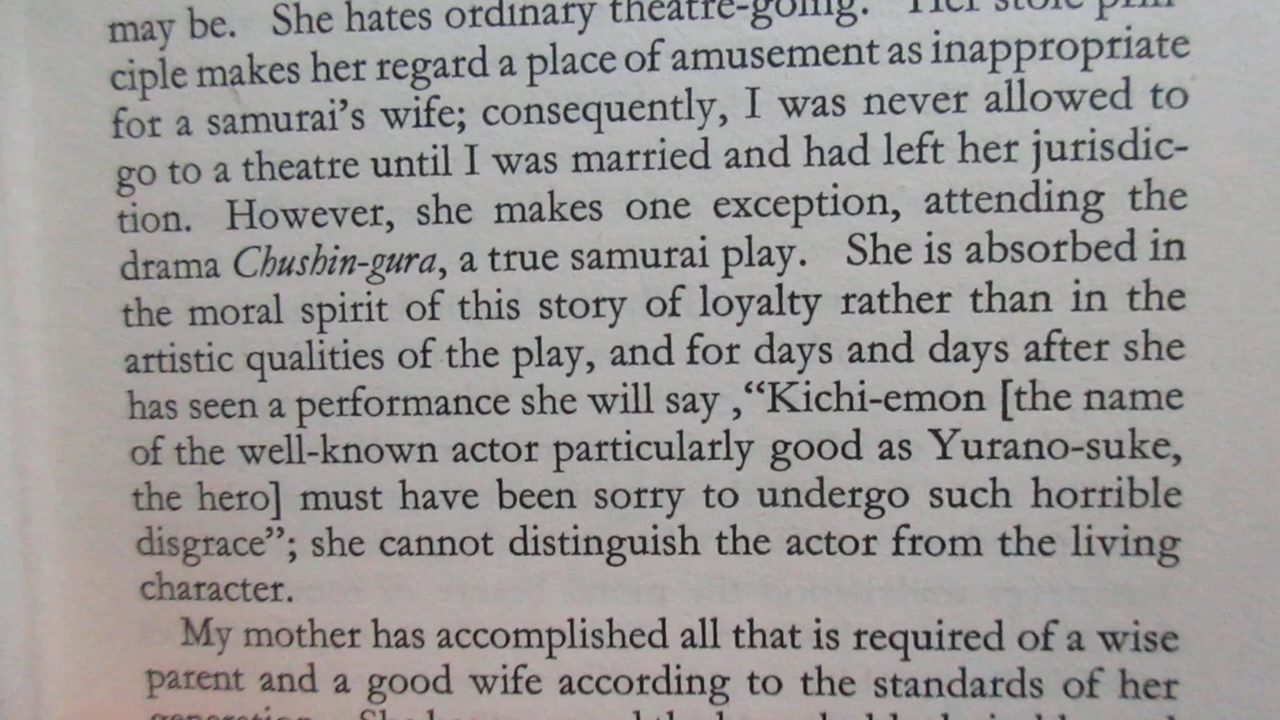 may be. She hates ordinary theatre-going. Her stoic prin-
ciple makes her regard a place of amusement as inappropriate
for a samurai's wife; consequently, I was never allowed to
go to a theatre until I was married and had left her jurisdic-
tion. However, she makes one exception, attending the
drama Chushin-gura, a true samurai play. She is absorbed in
the moral spirit of this story of loyalty rather than in the
artistic qualities of the play, and for days and days after she
has seen a performance she will say ,“Kichi-emon [the name
of the well-known actor particularly good as Yurano-suke,
the hero] must have been sorry to undergo such horrible
disgrace”; she cannot distinguish the actor from the living
character.
My mother has accomplished all that is required of a wise
parent and a good wife according to the standards of her
generation. She